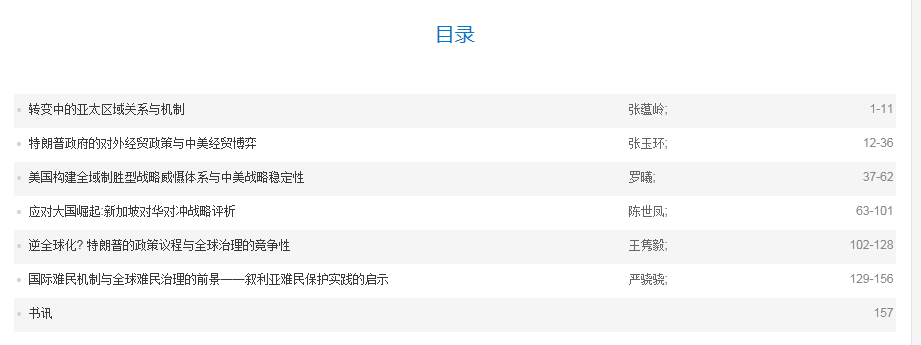 目录
转变中的亚太区域关系与机制 张蕴岭; 1-11
特朗普政府的对外经贸政策与中美经贸博弈 张玉环; 12-36
美国构建全域制胜型战略威慑体系与中美战略稳定性 罗曦; 37-62
应对大国崛起:新加坡对华对冲战略评析 陈世凤; 63-101
逆全球化? 特朗普的政策议程与全球治理的竞争性 王隽毅; 102-128
国际难民机制与全球难民治理的前景——叙利亚难民保护实践的启示 严骁骁; 129-156
书讯 157